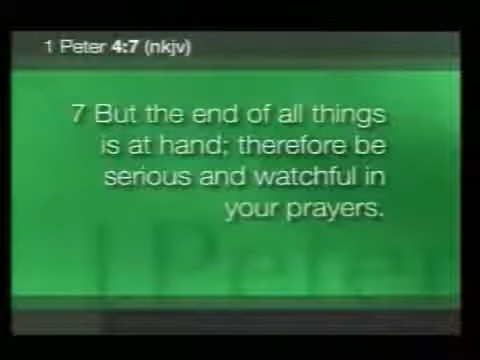 1 Peter 4:7 (nkjv)
7 But the end of all things
is at hand; therefore be
serious and watchful in
your prayers.
1 Peter